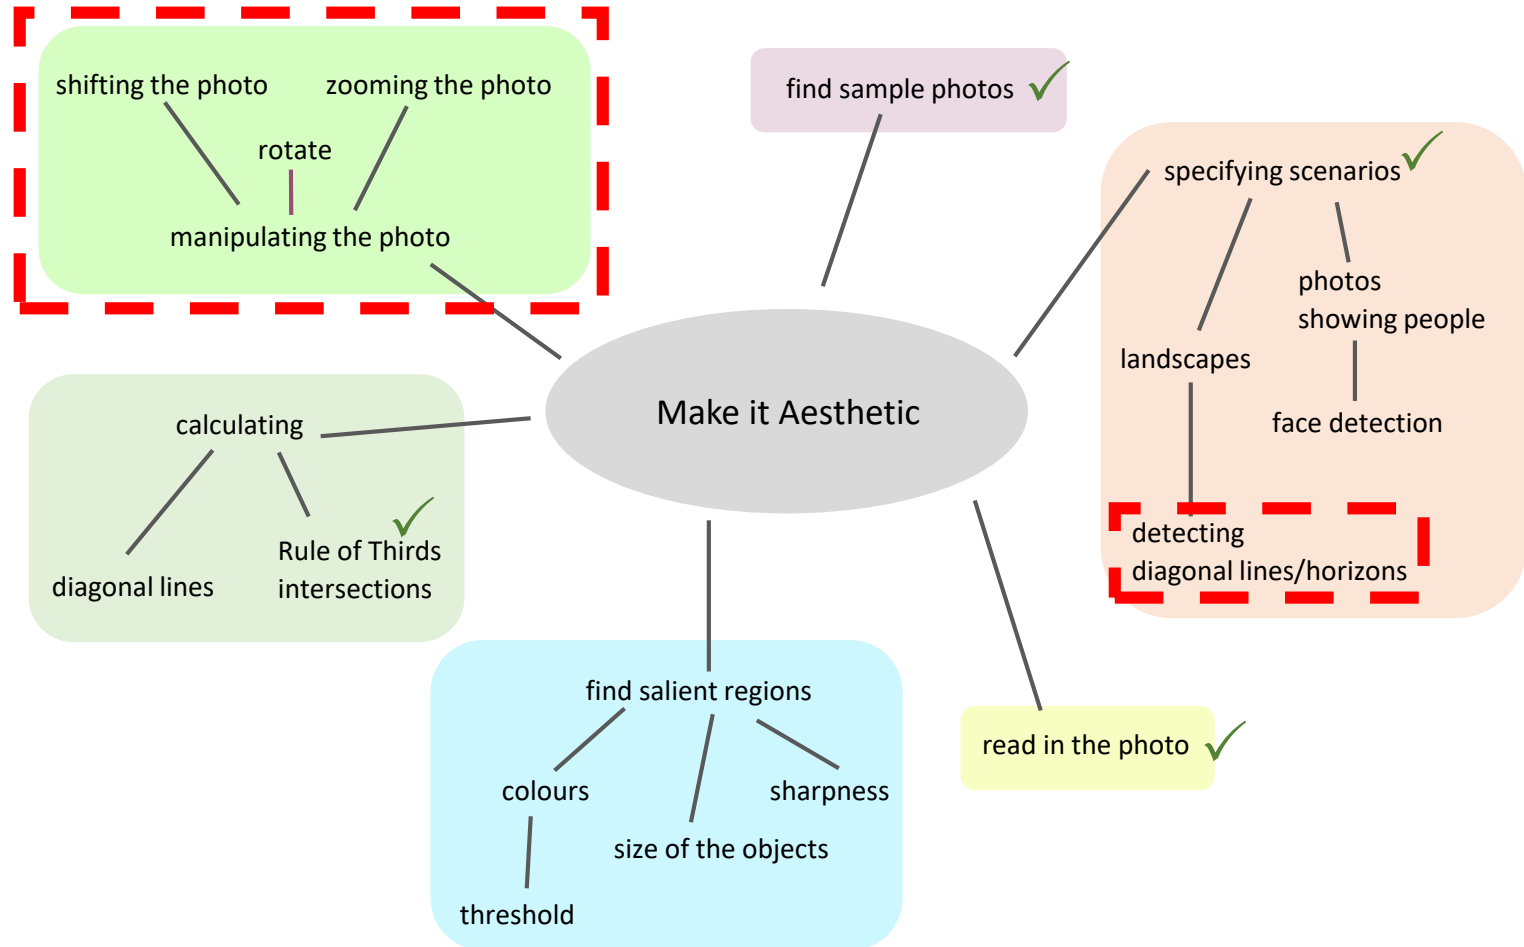 shifting the photo
zooming the photo
rotate
manipulating the photo
find sample photos
specifying scenarios
photos
showing people
landscapes
face detection
detecting
diagonal lines/horizons
Make it Aesthetic
calculating
Rule of Thirds
intersections
diagonal lines
find salient regions
colours
sharpness
size of the objects
threshold
read in the photo